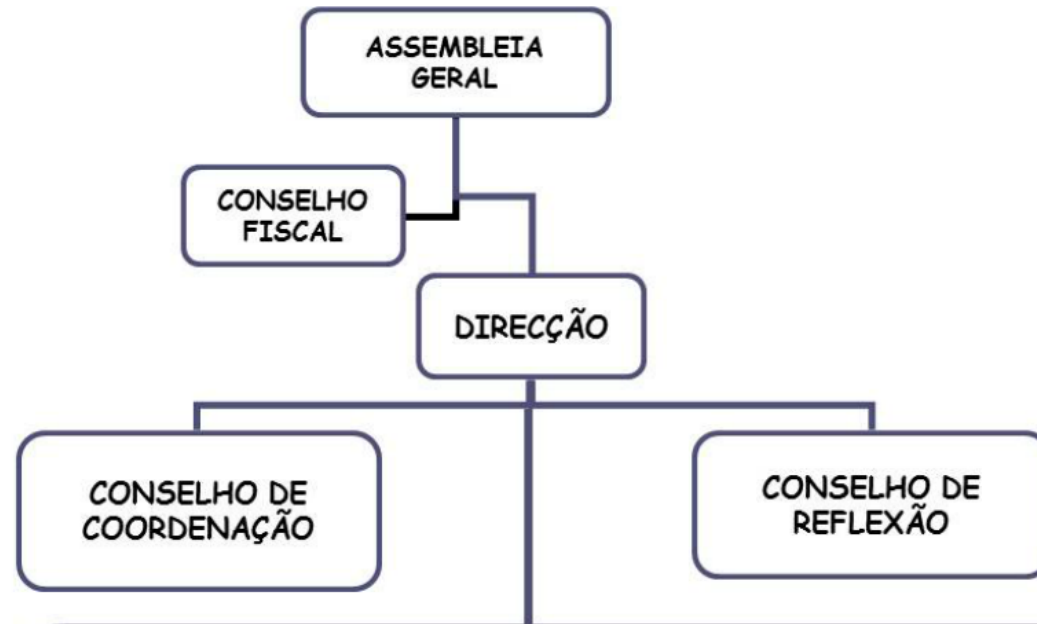 ASSEMBLEIA
GERAL
CONSELHO
FISCAL
DIRECÇÃO
CONSELHO DE
COORDENAÇÃO
CONSELHO DE
REFLEXÃO